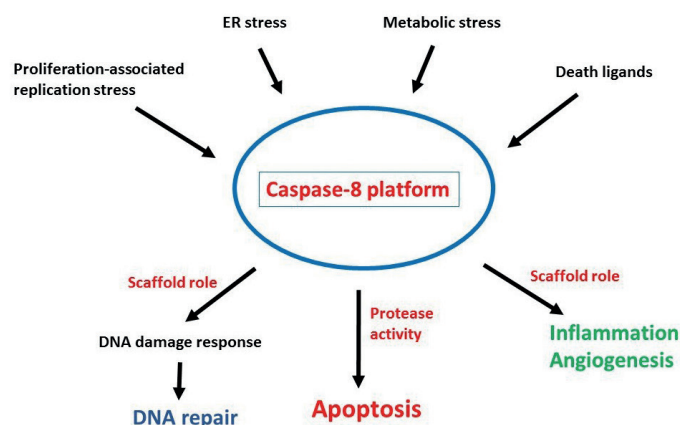 ER stress
Metabolic stress
Proliferation-associated
replication stress
Death ligands
Caspase-8 platform
Scaffold role
Protease
activity
Scaffold role
DNA damage response
Inflammation
Angiogenesis
DNA repair
Apoptosis